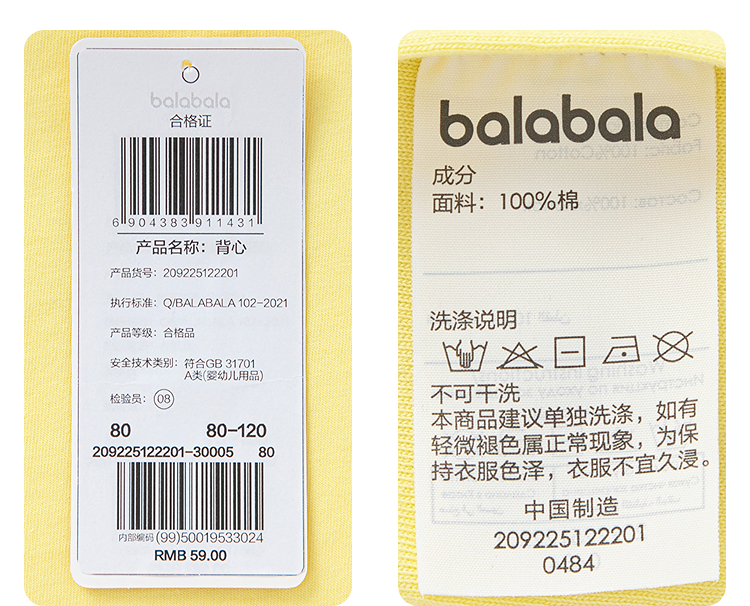 balabala
合格证
6904383911431
产品名称：背心
产品货号：209225122201
执行标准：Q/BALABALA 102-2021
产品等级：合格品
安全技术类别：符合GB 31701
A类(婴幼儿用品)
检验员：08
80 80-120
209225122201-30005 80
内部编码 (99)50019533024
RMB 59.00
balabala
成分
面料：100%棉
洗涤说明
不可干洗
本商品建议单独洗涤，如有
轻微褪色属正常现象，为保
持衣服色泽，衣服不宜久浸。
中国制造
209225122201
0484